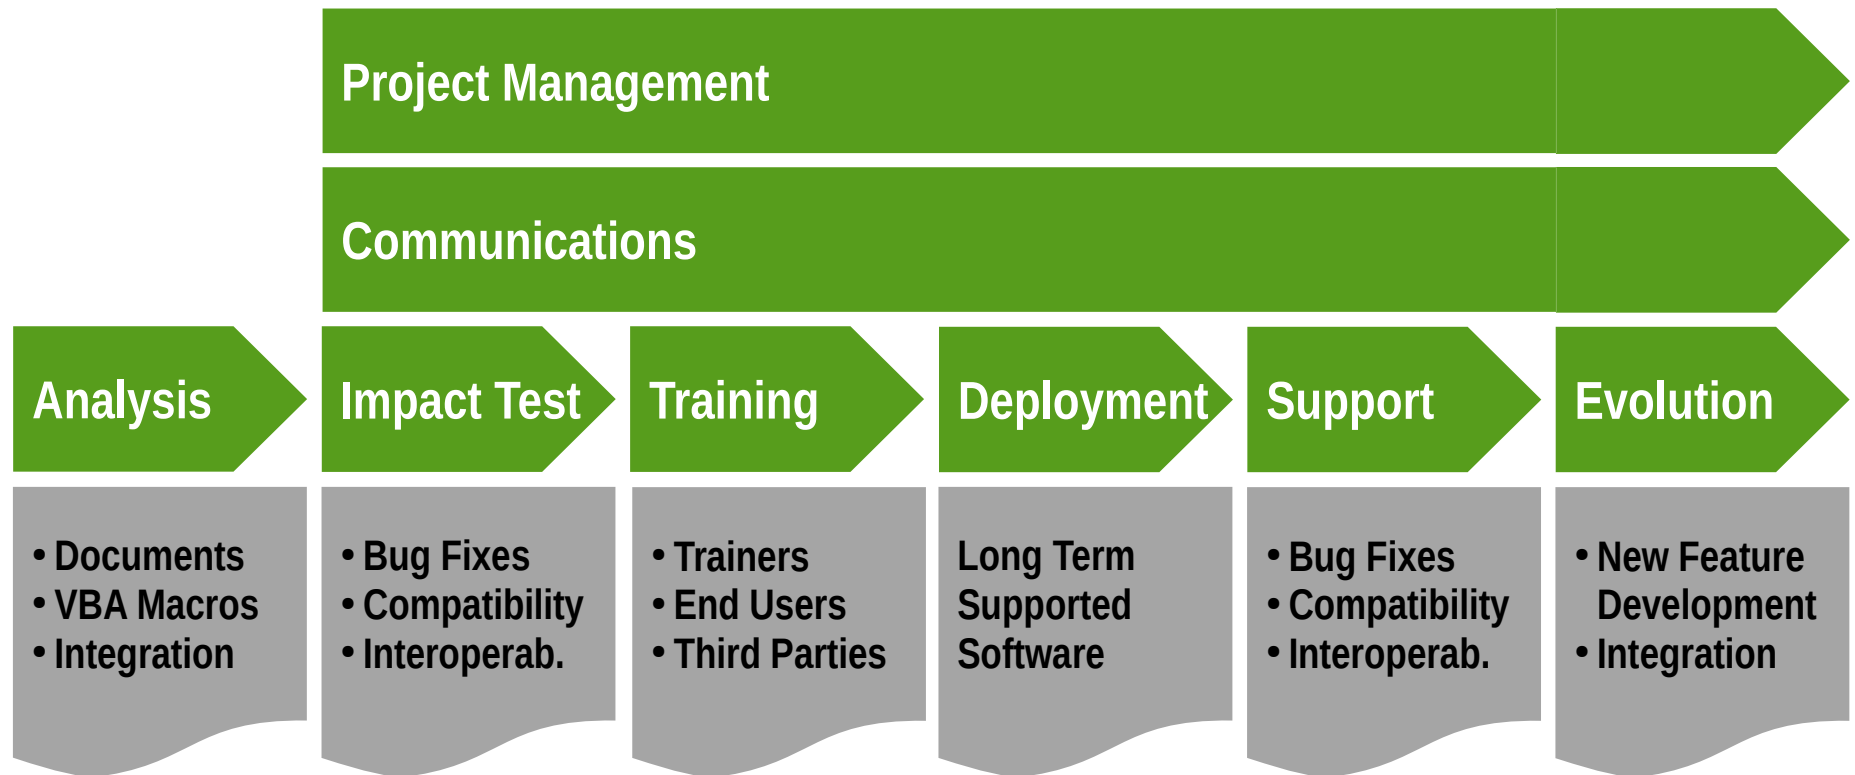 Project Management
Communications
Analysis
Impact Test
Training
Deployment
Support
Evolution
• Documents
• VBA Macros
• Integration
• Bug Fixes
• Compatibility
• Interoperab.
• Trainers
• End Users
• Third Parties
Long Term
Supported
Software
• Bug Fixes
• Compatibility
• Interoperab.
• New Feature
Development
• Integration